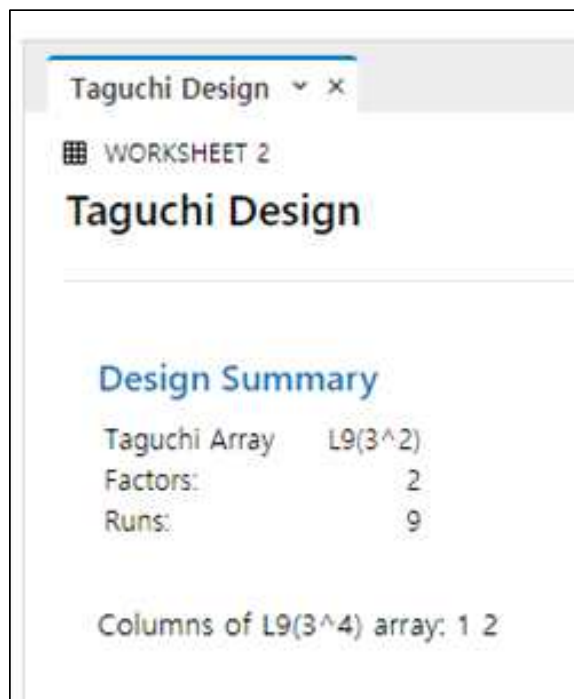 Taguchi Design
WORKSHEET 2
Taguchi Design
Design Summary
Taguchi Array L9(3^2)
Factors: 2
Runs: 9
Columns of L9(3^4) array: 1 2